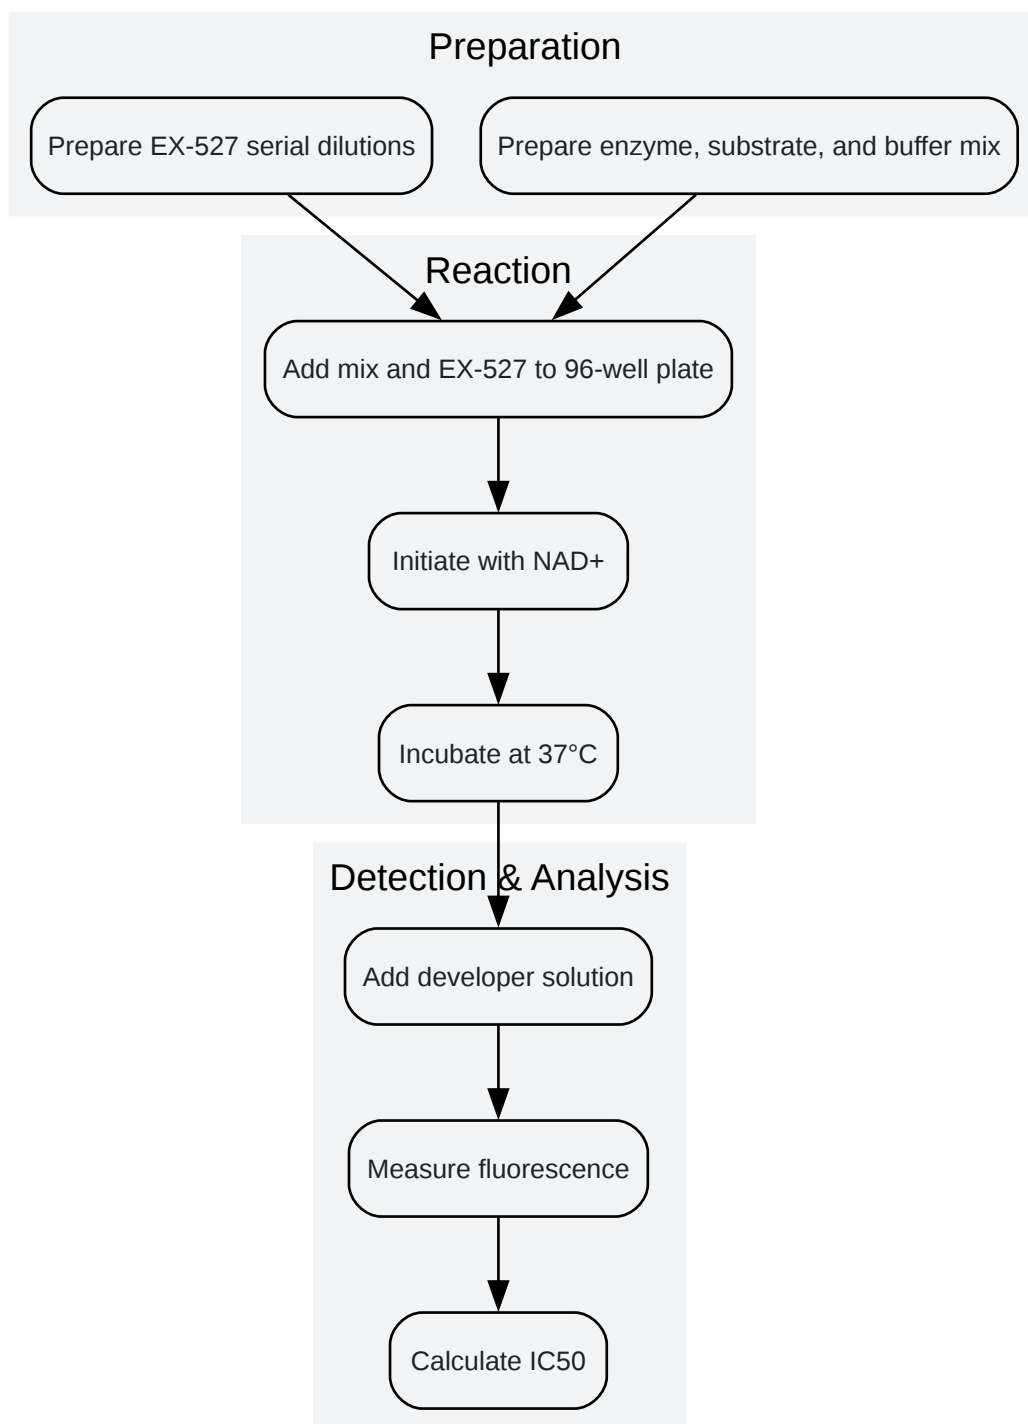 Preparation
Prepare EX-527 serial dilutions
Prepare enzyme, substrate, and buffer mix
Reaction
Add mix and EX-527 to 96-well plate
Initiate with NAD+
Incubate at 37°C
Detection & Analysis
Add developer solution
Measure fluorescence
Calculate IC50